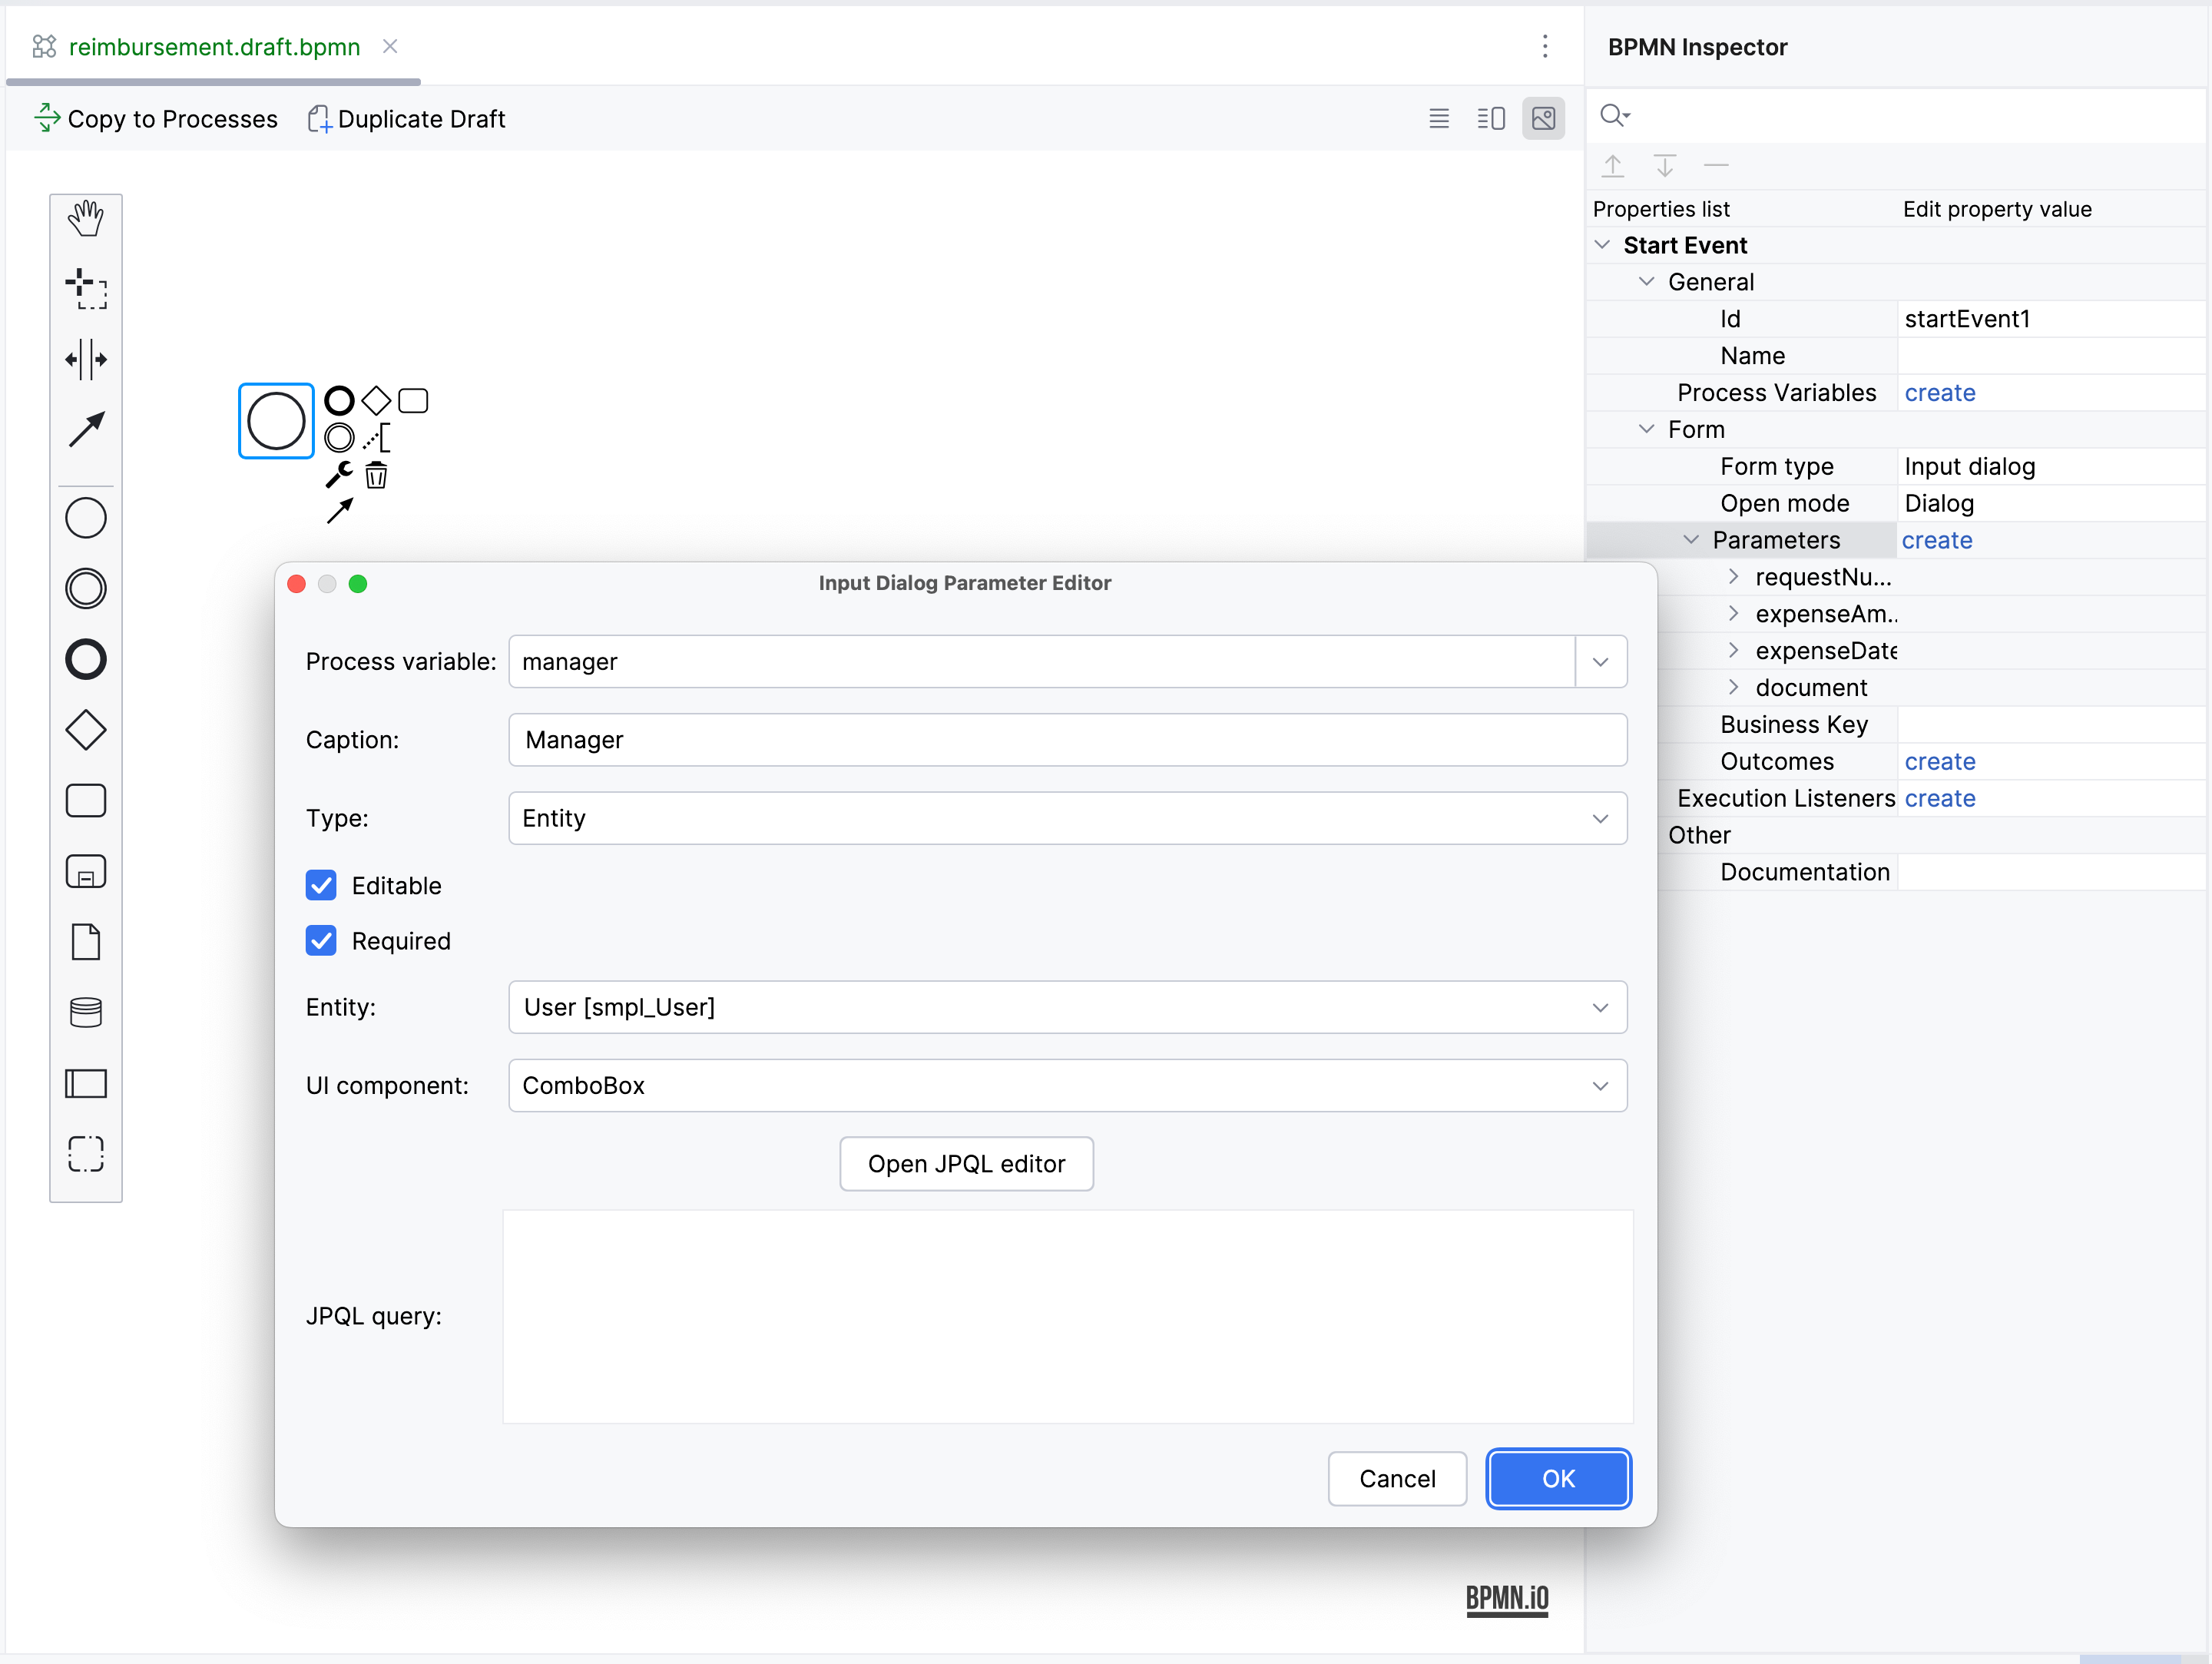 reimbursement.draft.bpmn
Copy to Processes
Duplicate Draft
BPMN Inspector
Properties list
Edit property value
Start Event
General
Id
startEvent1
Name
Process Variables
create
Form
Form type
Input dialog
Open mode
Dialog
Parameters
create
requestNu...
expenseAm..
expenseDate
document
Business Key
Outcomes
create
Execution Listeners
create
Other
Documentation
Input Dialog Parameter Editor
Process variable:
manager
Caption:
Manager
Type:
Entity
Editable
Required
Entity:
User [smpl_User]
UI component:
ComboBox
Open JPQL editor
JPQL query:
Cancel
OK
BPMN.iO